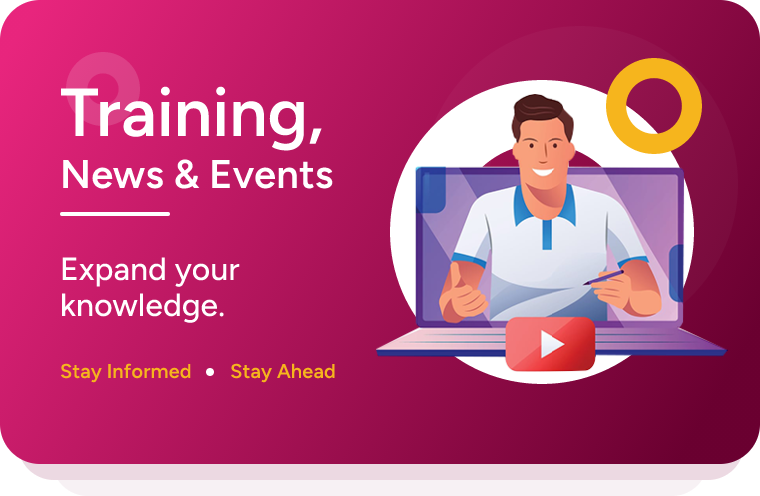 Training,
News & Events
Expand your
knowledge.
Stay Informed • Stay Ahead